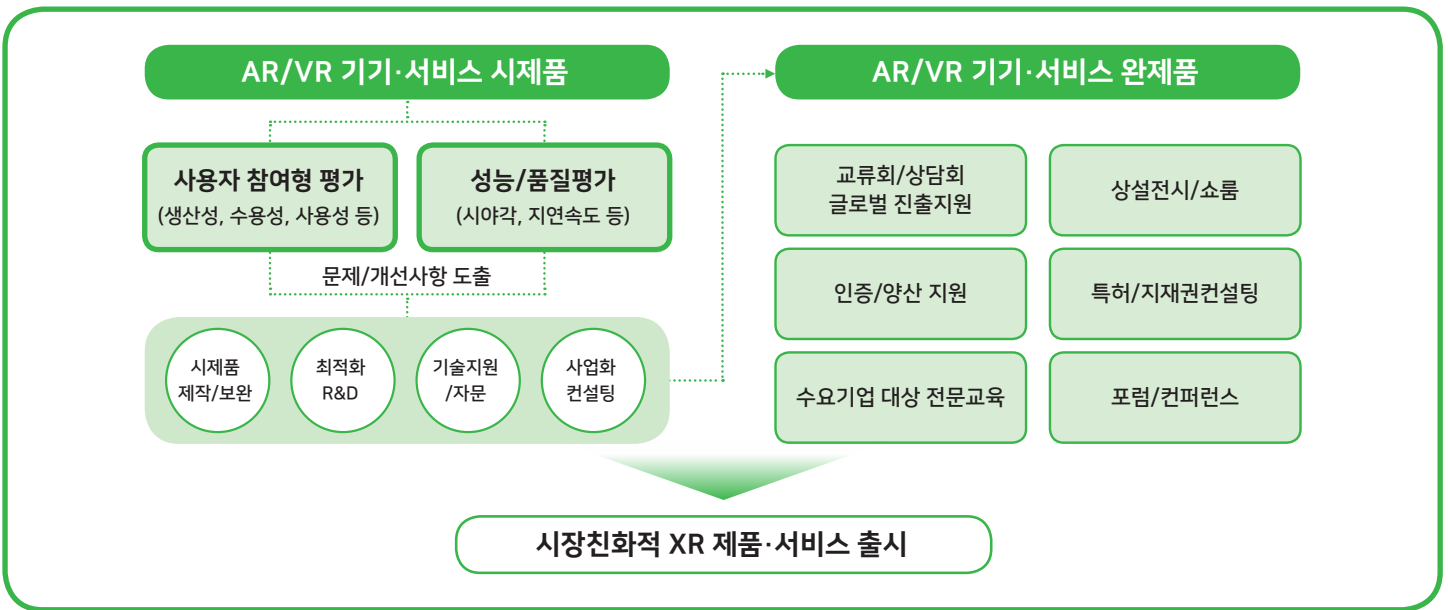 AR/VR 기기·서비스 시제품
사용자 참여형 평가
(생산성, 수용성, 사용성 등)
성능/품질평가
(시야각, 지연속도 등)
문제/개선사항 도출
시제품
제작/보완
최적화
R&D
기술지원
/자문
사업화
컨설팅
AR/VR 기기·서비스 완제품
교류회/상담회
글로벌 진출지원
상설전시/쇼룸
인증/양산 지원
특허/지재권컨설팅
수요기업 대상 전문교육
포럼/컨퍼런스
시장친화적 XR 제품·서비스 출시